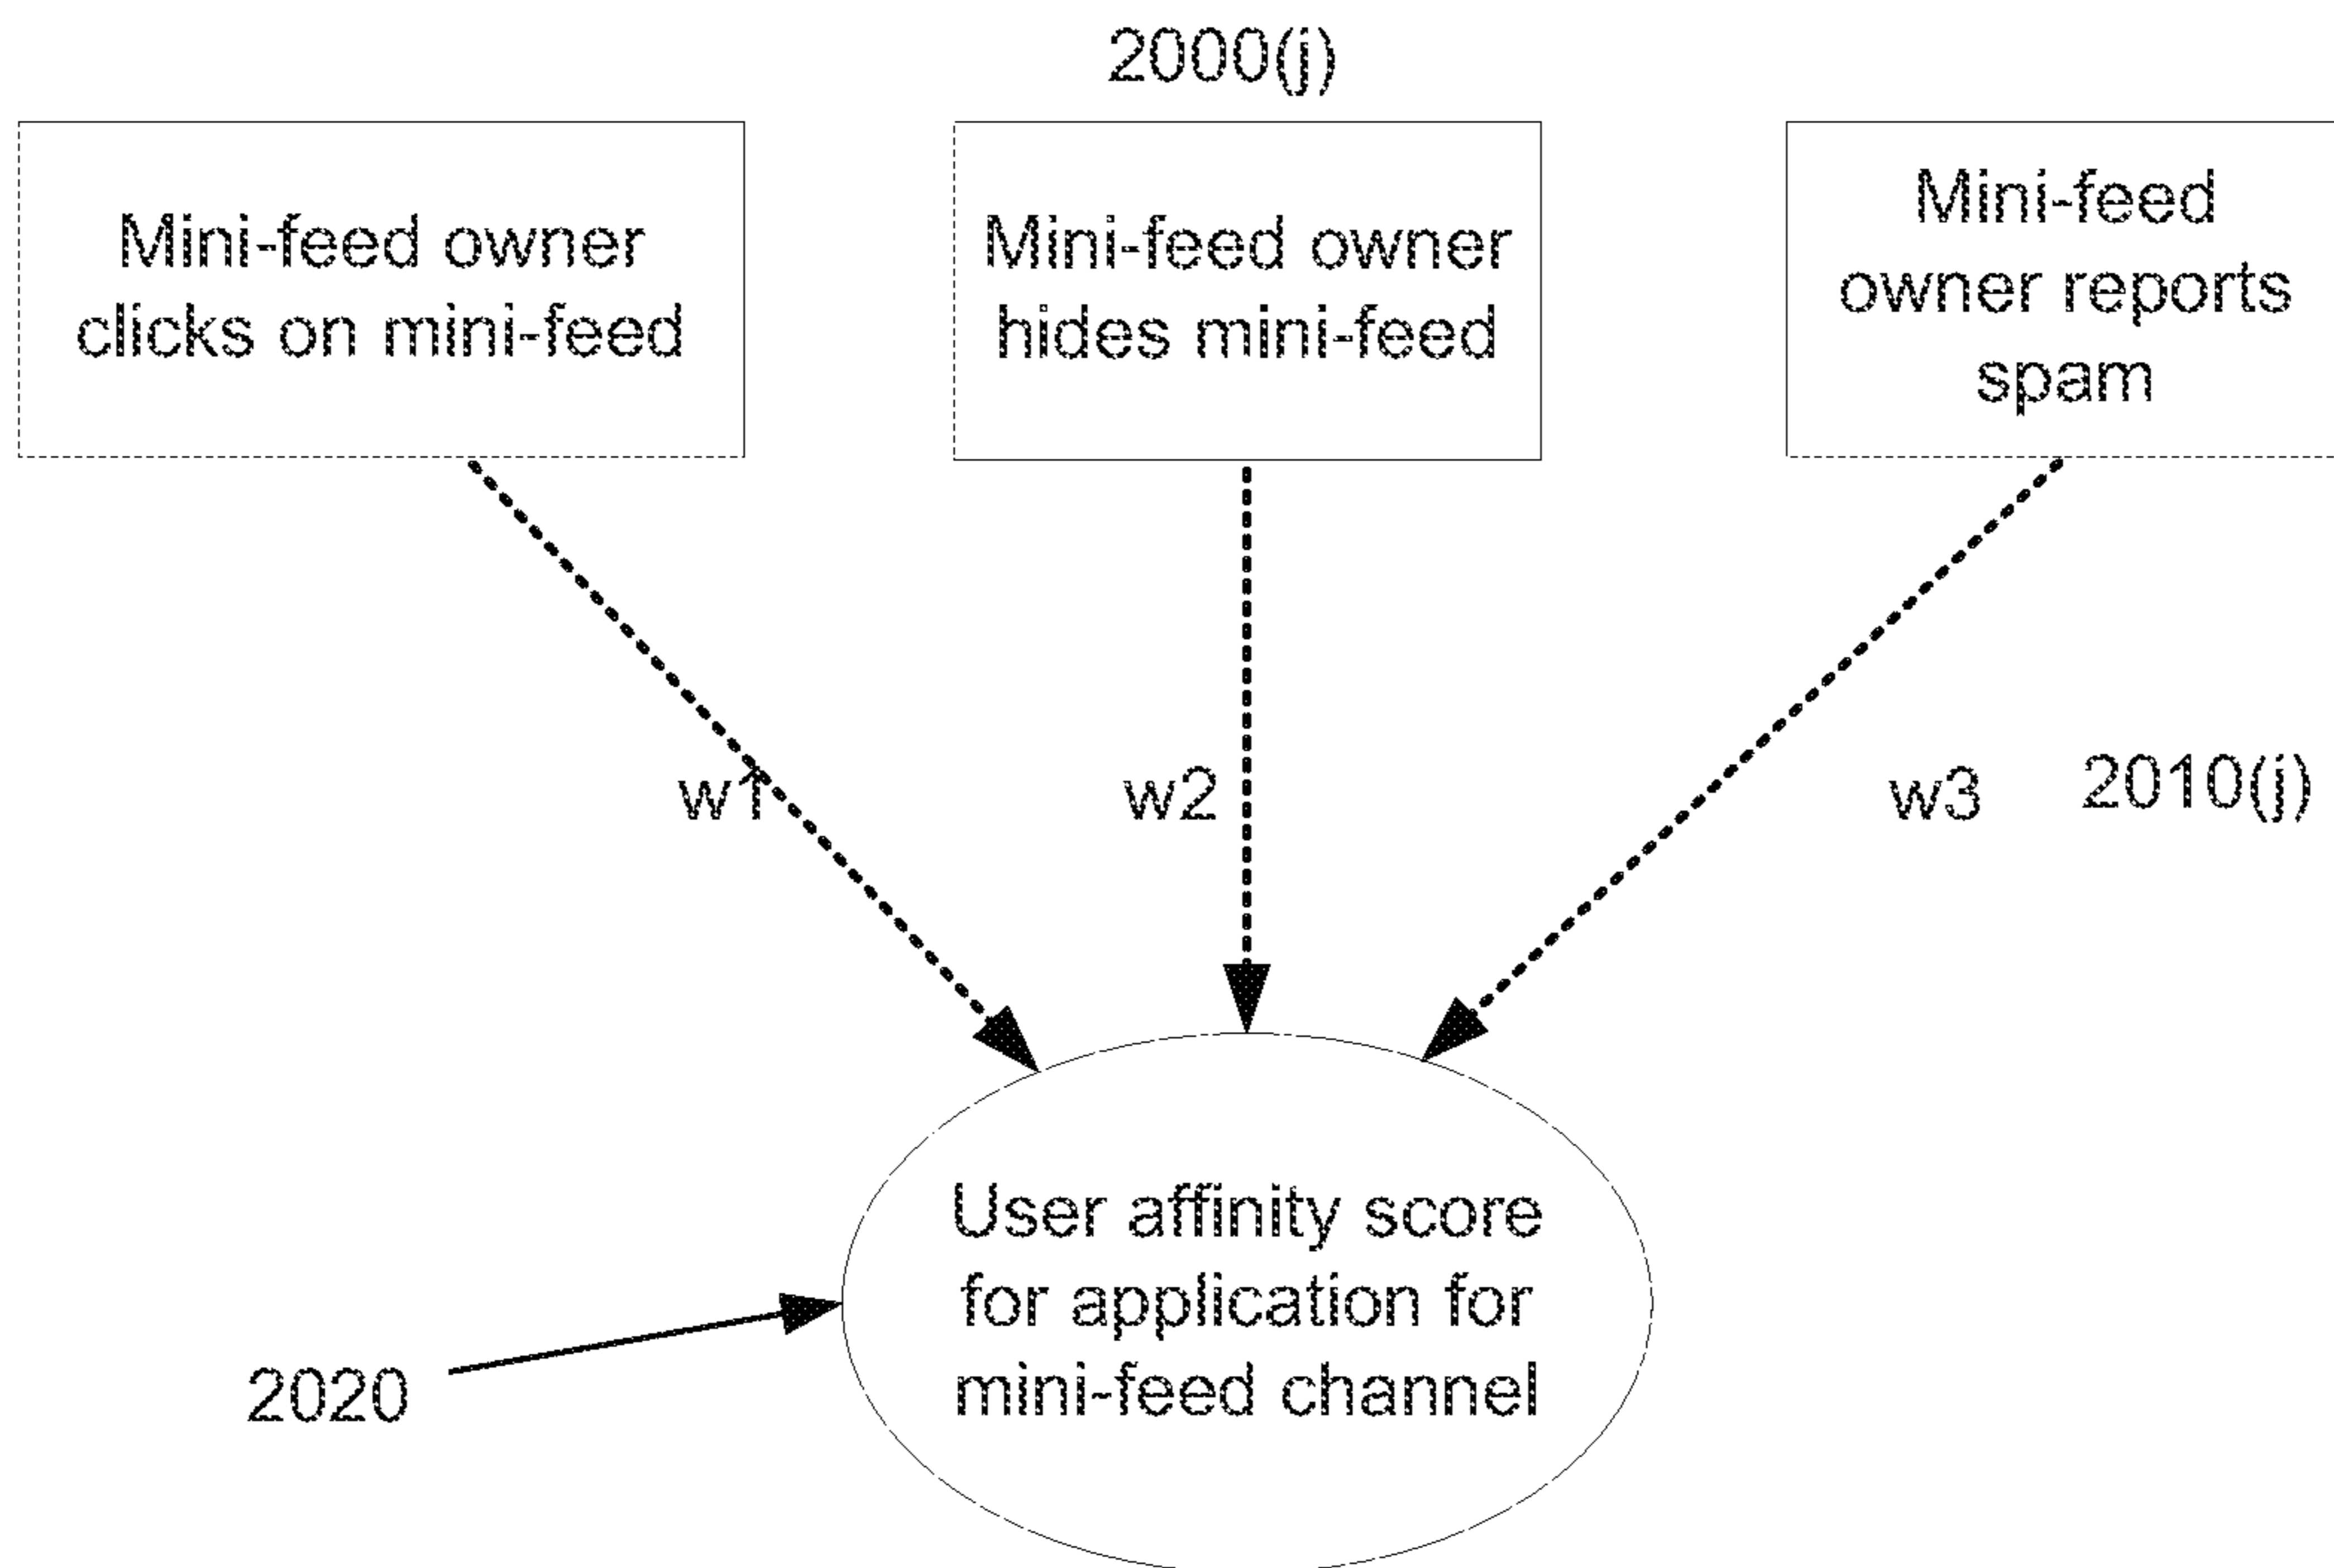 2000(j)
Mini-feed owner
clicks on mini-feed
Mini-feed owner
hides mini-feed
Mini-feed
owner reports
spam
w1
w2
w3
2010(j)
User affinity score
for application for
mini-feed channel
2020